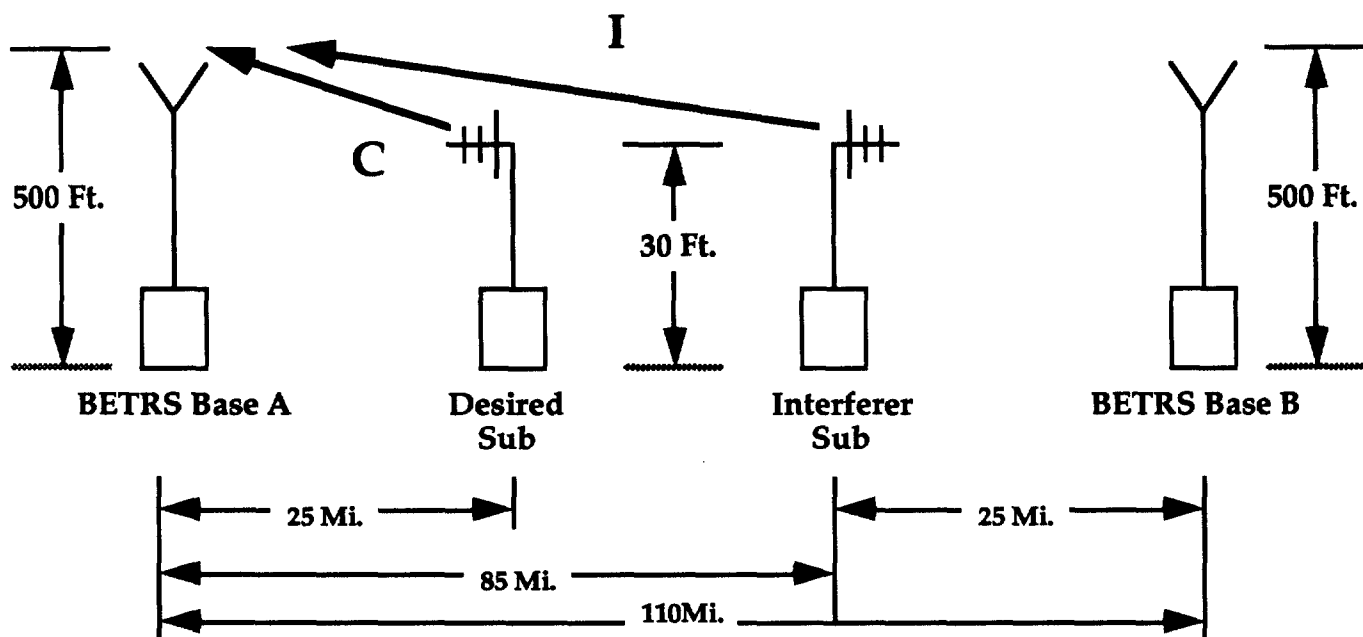 I
C
500 Ft.
30 Ft.
500 Ft.
BETRS Base A
Desired
Sub
Interferer
Sub
BETRS Base B
25 Mi.
25 Mi.
85 Mi.
110Mi.